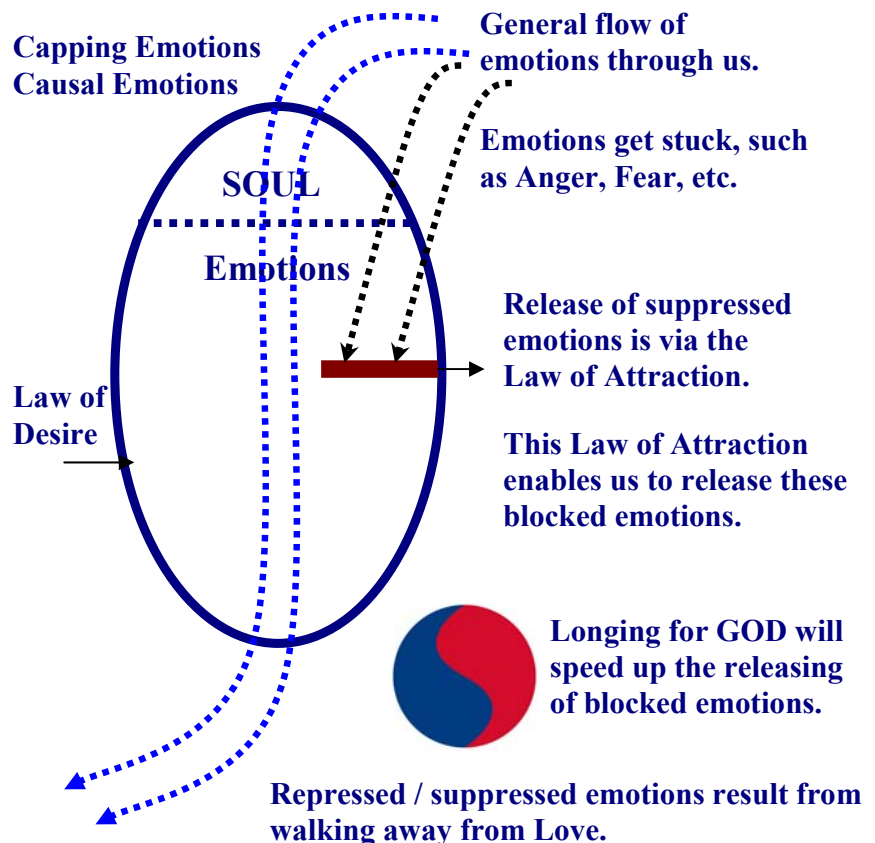 Capping Emotions
Causal Emotions
General flow of
emotions through us.
Emotions get stuck, such
as Anger, Fear, etc.
SOUL
Emotions
Release of suppressed
emotions is via the
Law of Attraction.
Law of
Desire
This Law of Attraction
enables us to release these
blocked emotions.
Longing for GOD will
speed up the releasing
of blocked emotions.
Repressed / suppressed emotions result from
walking away from Love.